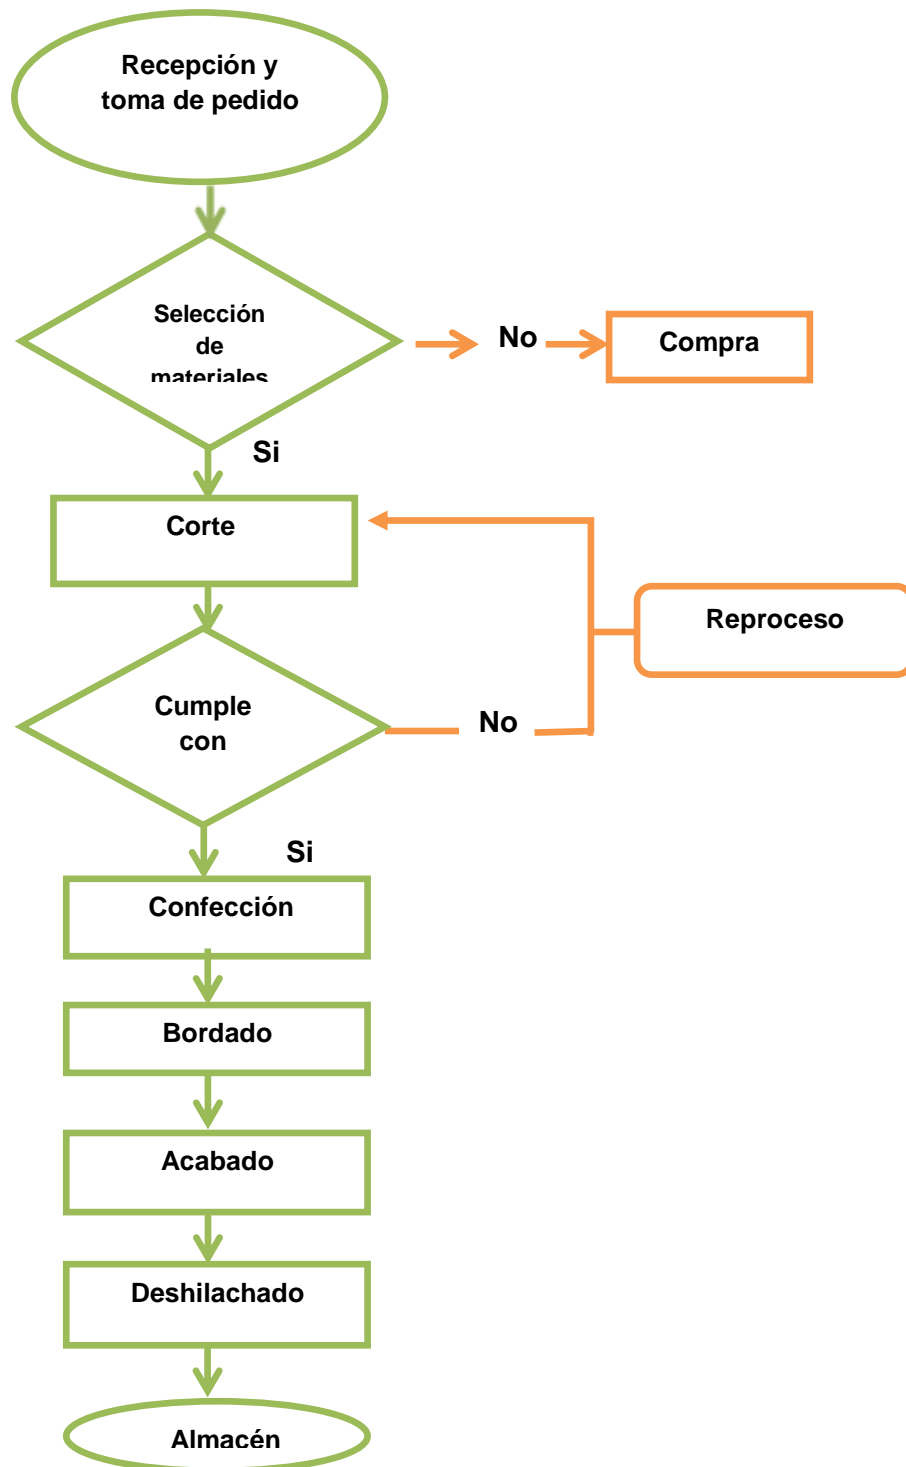 Recepción y
toma de pedido
Selección
de
materiales
No
Compra
Si
Corte
Reproceso
Cumple
con
No
Si
Confección
Bordado
Acabado
Deshilachado
Almacén